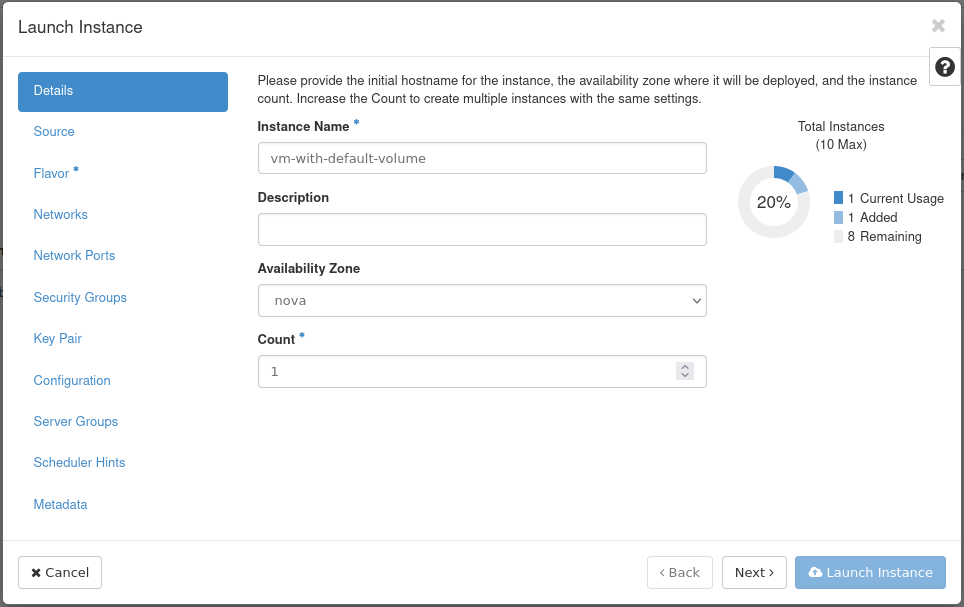 Launch Instance
Details
Source
Flavor *
Networks
Network Ports
Security Groups
Key Pair
Configuration
Server Groups
Scheduler Hints
Metadata
Please provide the initial hostname for the instance, the availability zone where it will be deployed, and the instance
count. Increase the Count to create multiple instances with the same settings.
Instance Name *
vm-with-default-volume
Description
Availability Zone
nova
Count *
1
Total Instances
(10 Max)
20%
1 Current Usage
1 Added
8 Remaining
Cancel
Back
Next
Launch Instance